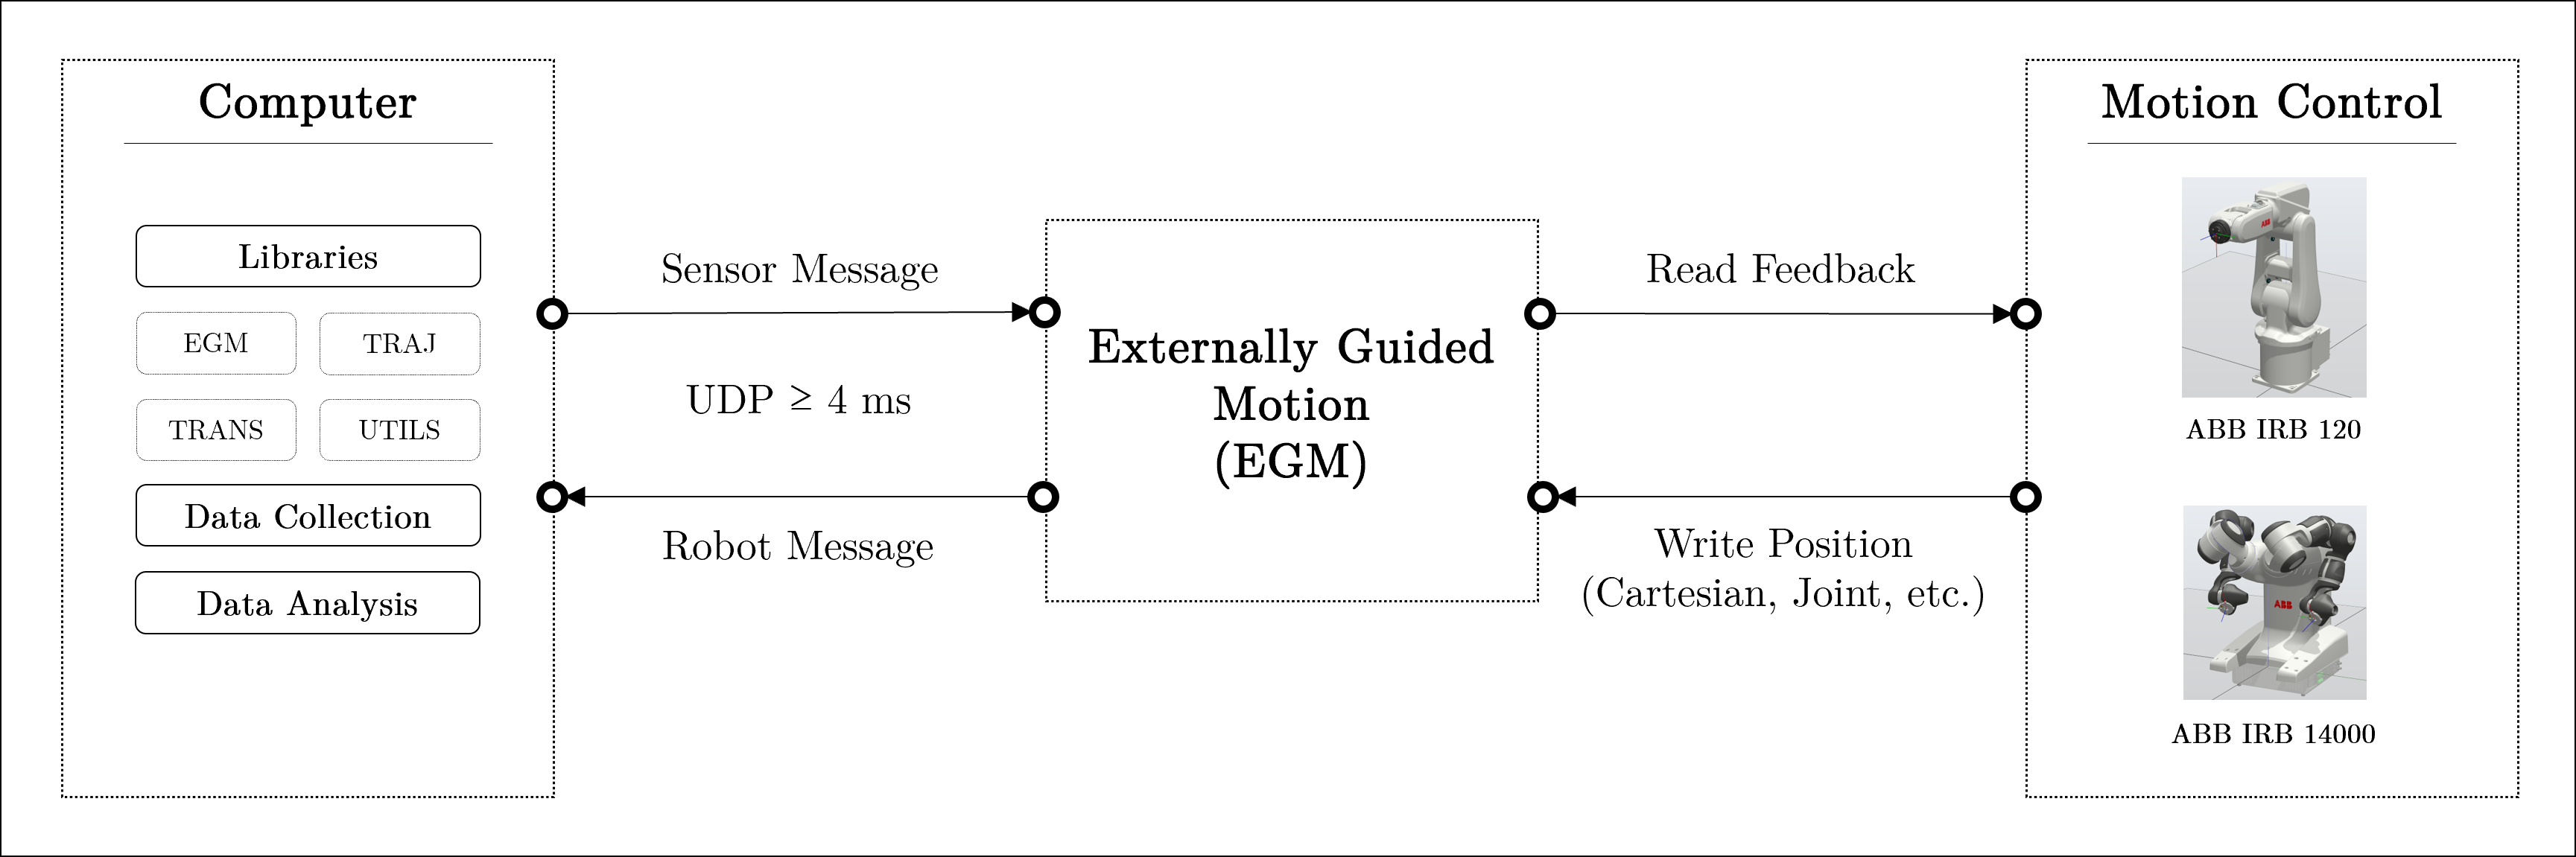 Computer
Libraries
EGM
TRAJ
TRANS
UTILS
Data Collection
Data Analysis
Sensor Message
UDP ≥ 4 ms
Robot Message
Externally Guided
Motion
(EGM)
Read Feedback
Write Position
(Cartesian, Joint, etc.)
Motion Control
ABB
ABB IRB 120
ABB
ABB IRB 14000